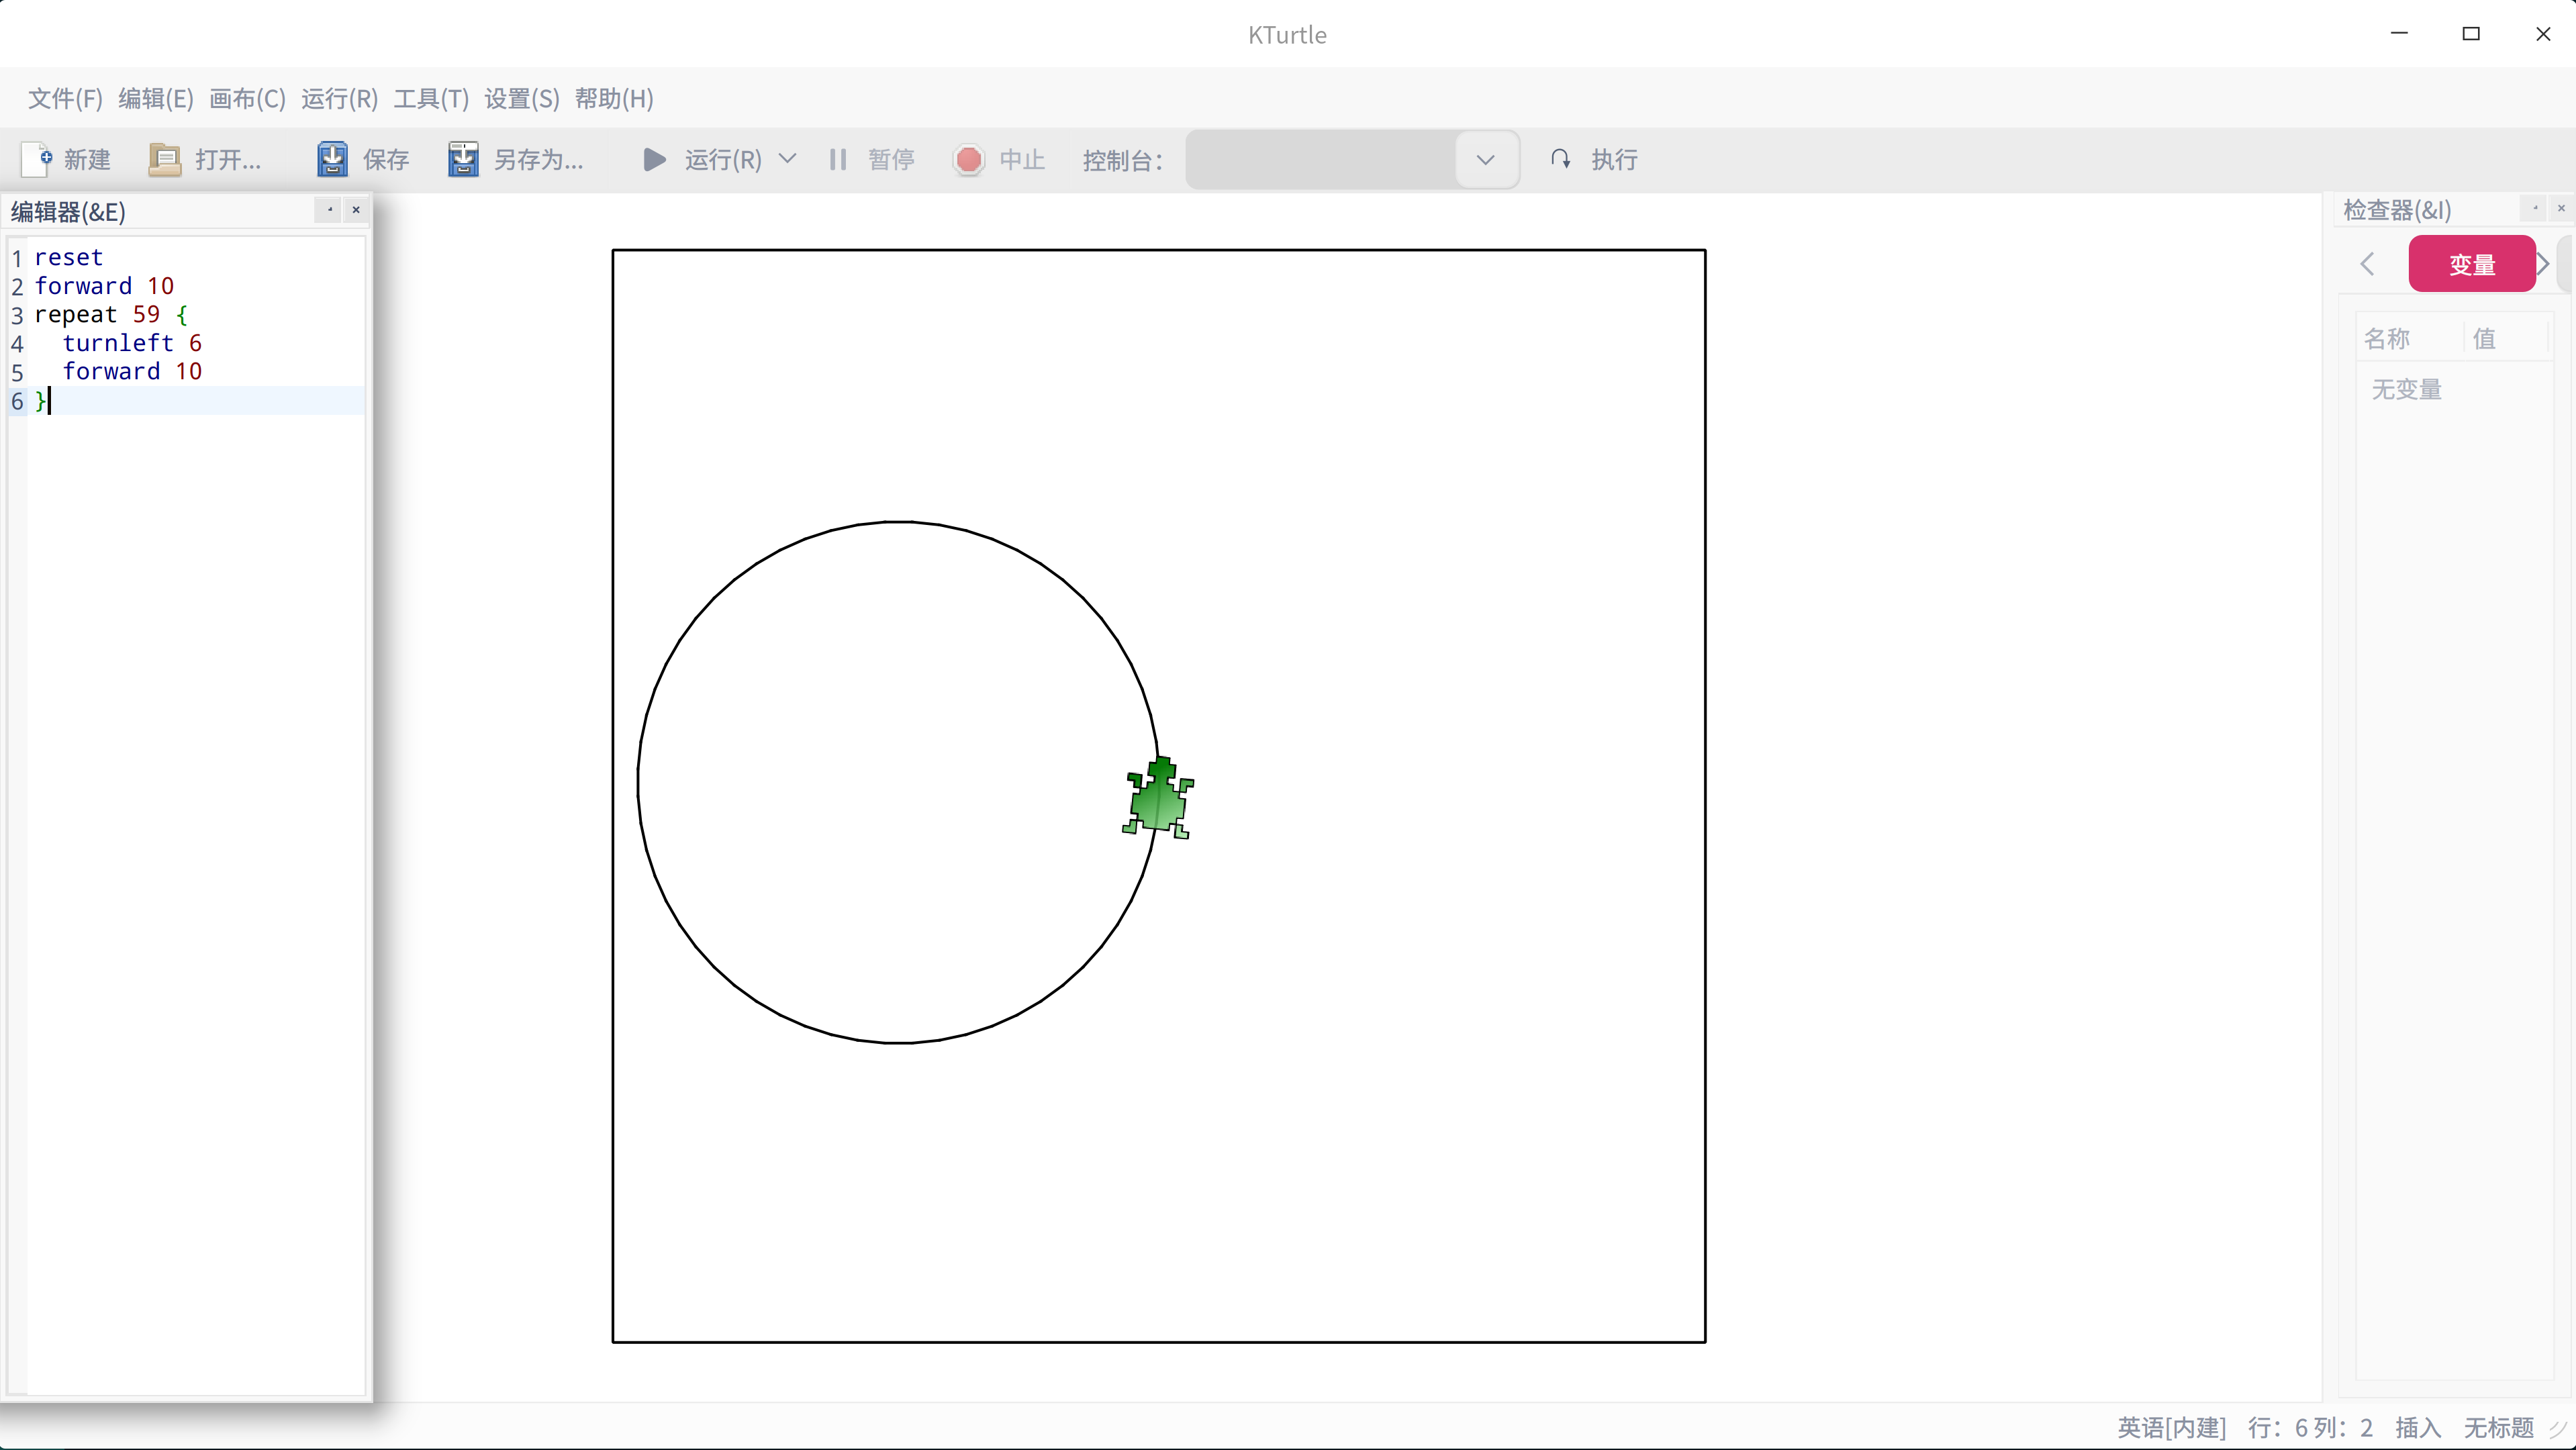 KTurtle
文件(F) 编辑(E) 画布(C) 运行(R) 工具(T) 设置(S) 帮助(H)
新建 打开... 保存 另存为... 运行(R) 暂停 中止 控制台： 执行
编辑器(&E)
1 reset
2 forward 10
3 repeat 59 {
4   turnleft 6
5   forward 10
6 }
检查器(&I)
变量
名称 值
无变量
英语[内建] 行：6 列：2 插入 无标题